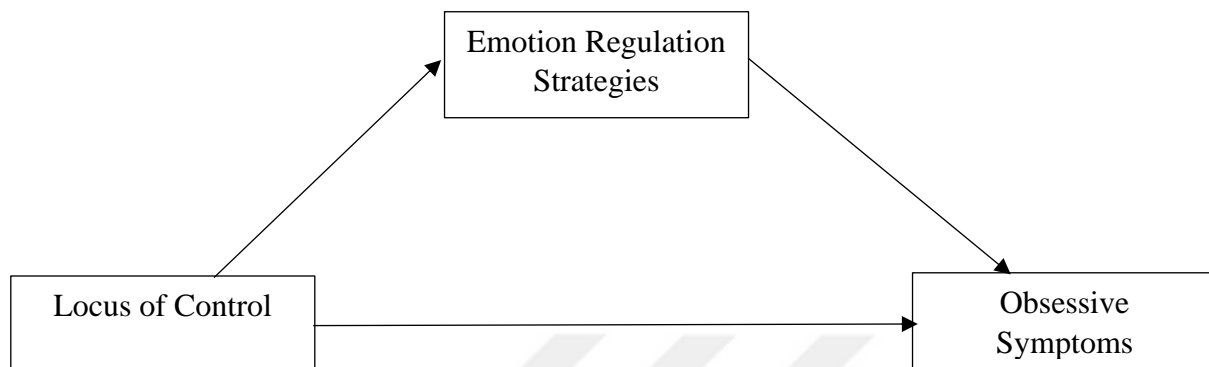 Emotion Regulation
Strategies
Locus of Control
Obsessive
Symptoms